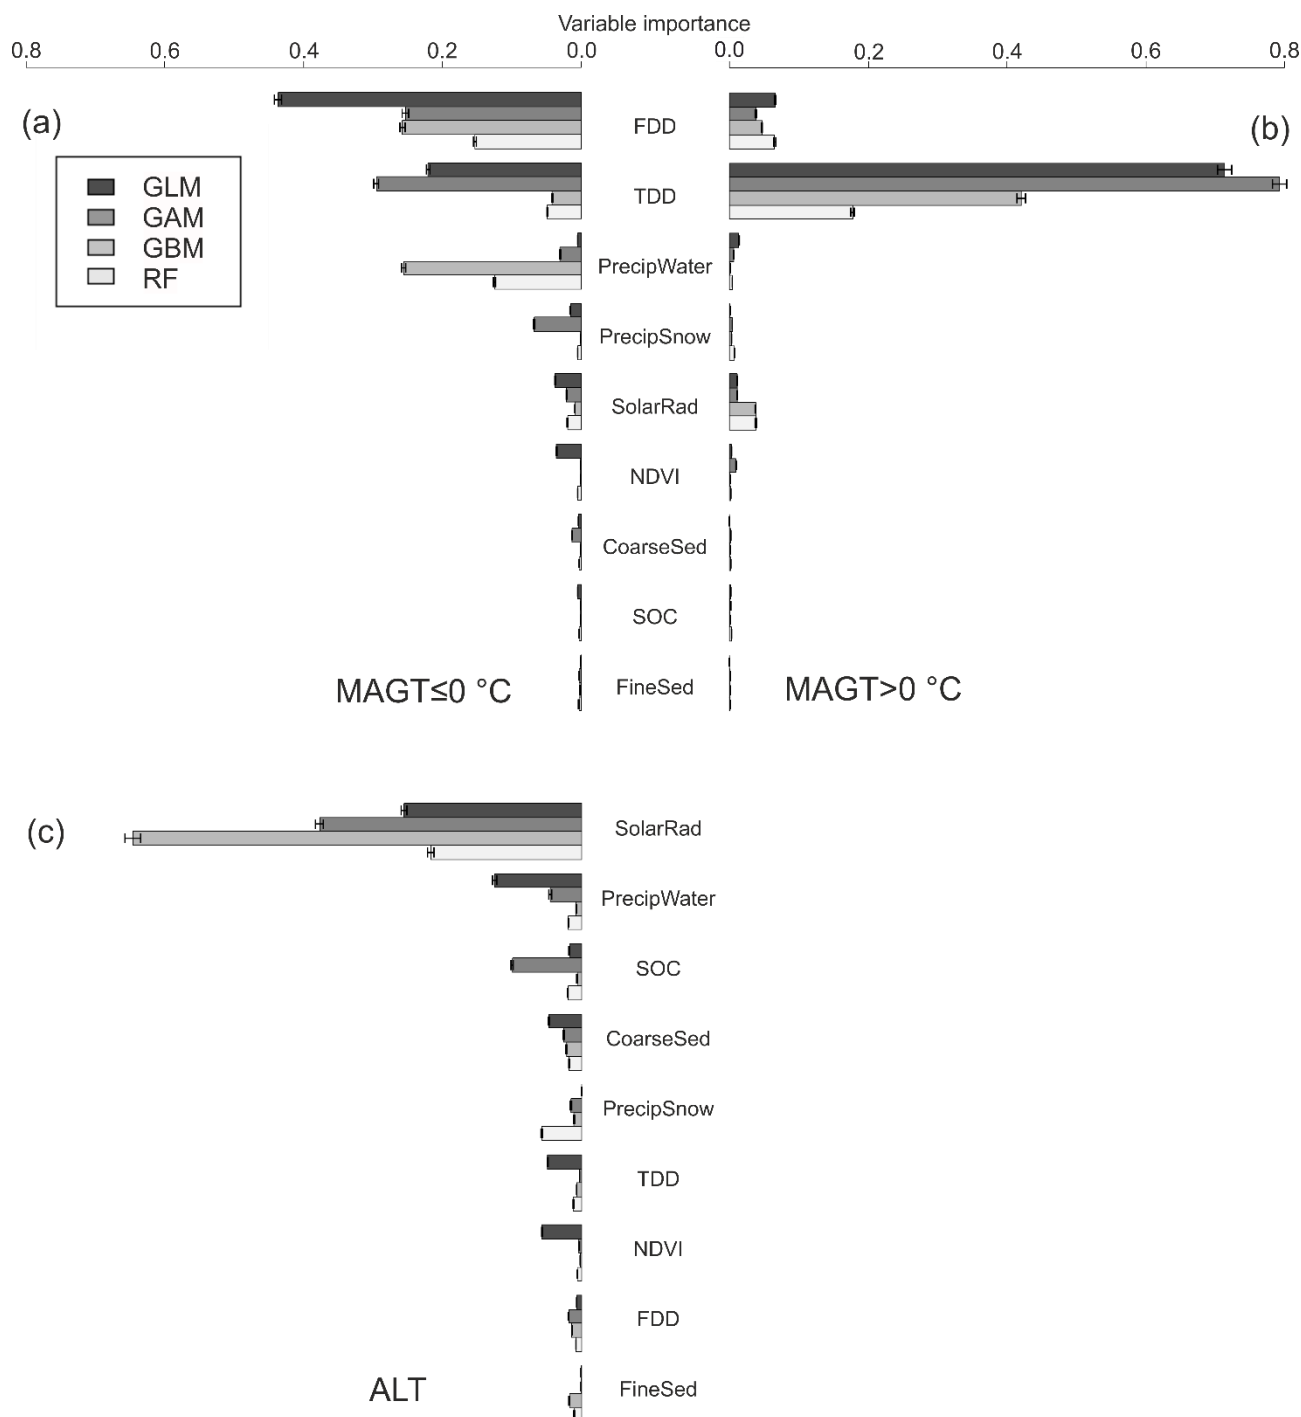 Variable importance
0.8 0.6 0.4 0.2 0.0 0.0 0.2 0.4 0.6 0.8
(a) FDD (b)
GLM
GAM
GBM
RF
TDD
PrecipWater
PrecipSnow
SolarRad
NDVI
CoarseSed
SOC
FineSed
MAGT≤0 °C MAGT>0 °C
(c) SolarRad
PrecipWater
SOC
CoarseSed
PrecipSnow
TDD
NDVI
FDD
ALT FineSed